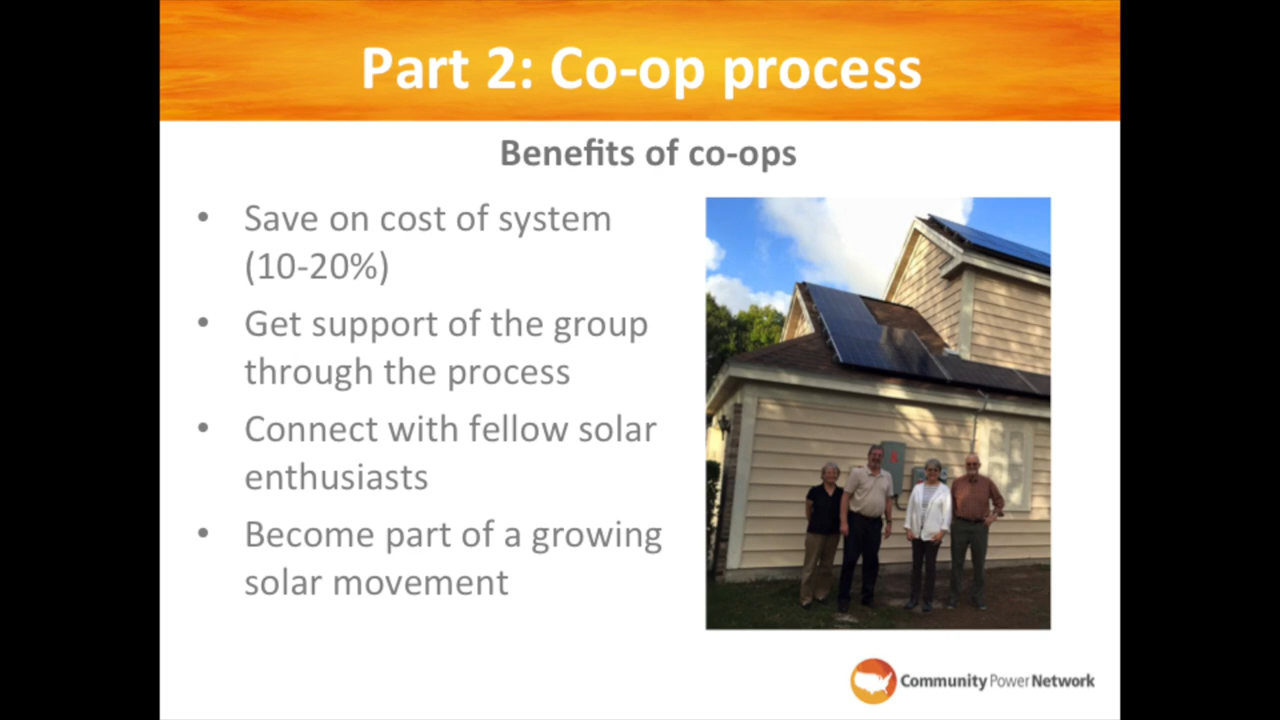 Part 2: Co-op process
Benefits of co-ops
• Save on cost of system
(10-20%)
• Get support of the group
through the process
• Connect with fellow solar
enthusiasts
• Become part of a growing
solar movement
Community Power Network